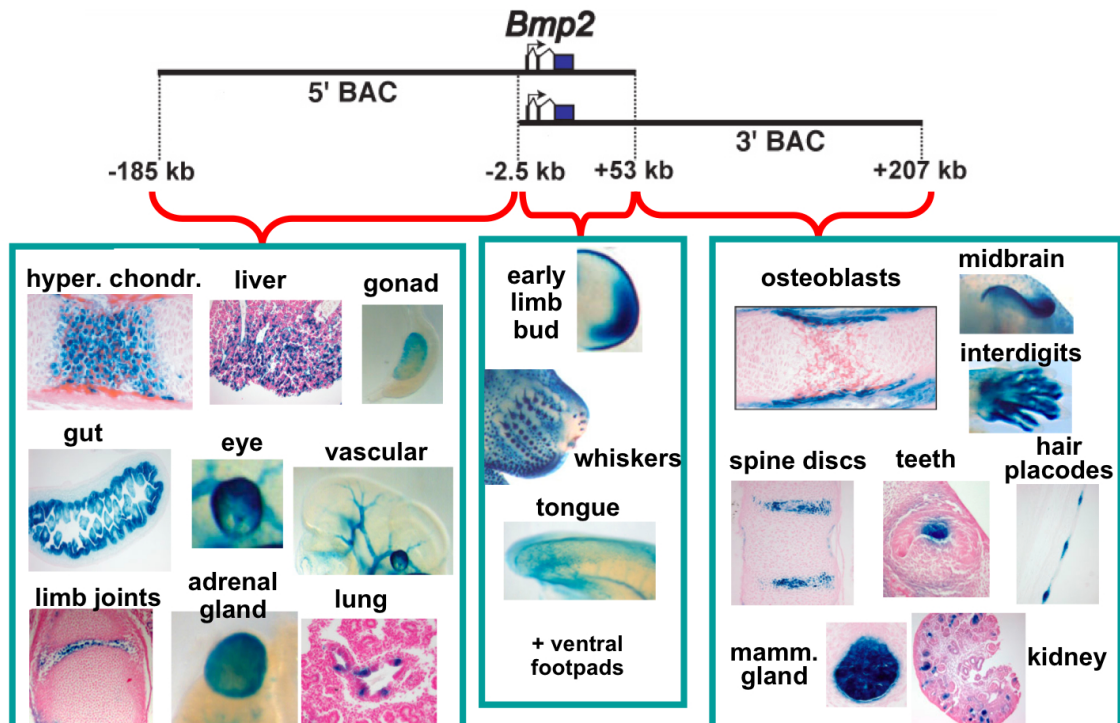 Bmp2
5' BAC
3' BAC
-185 kb
-2.5 kb
+53 kb
+207 kb
hyper. chondr.
liver
gonad
gut
eye
vascular
limb joints
adrenal
gland
lung
early
limb
bud
whiskers
tongue
+ ventral
footpads
osteoblasts
midbrain
interdigits
spine discs
teeth
hair
placodes
mamm.
gland
kidney